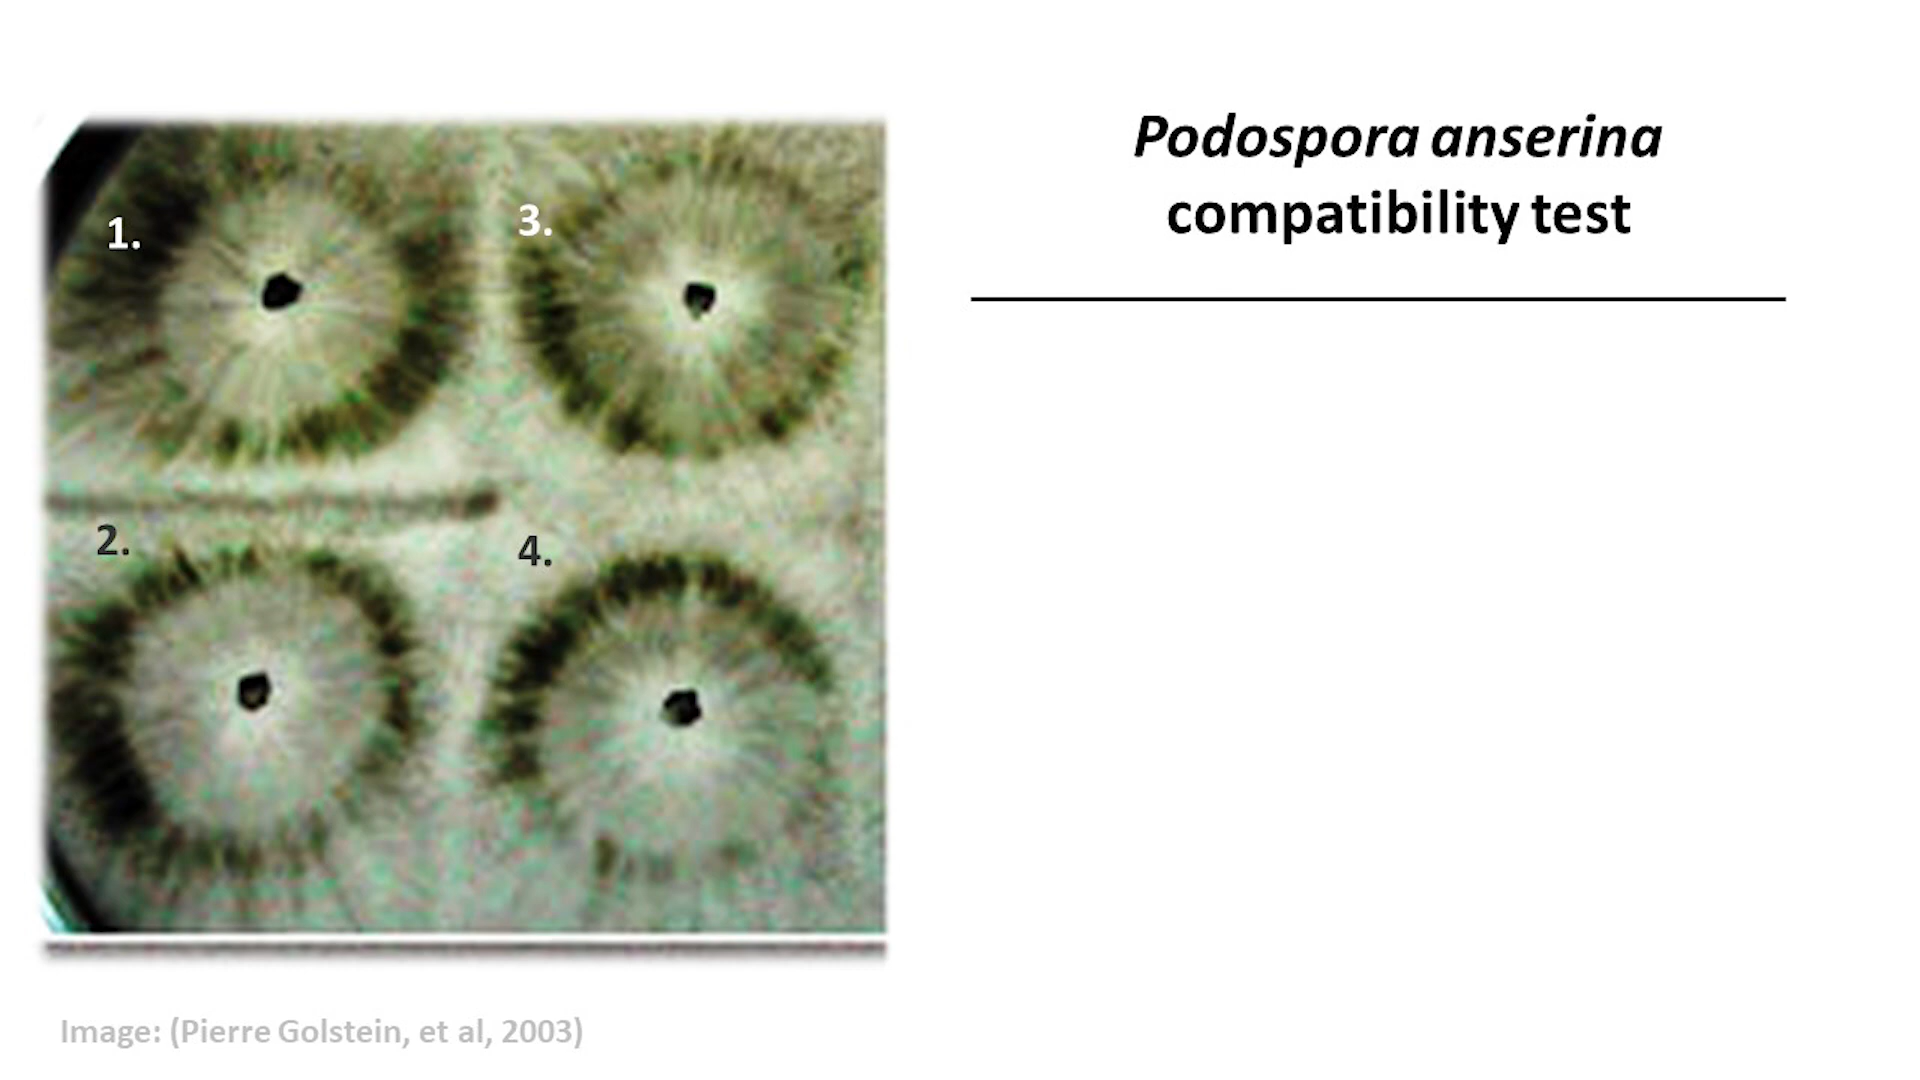 Podospora anserina
compatibility test
1.
3.
2.
4.
Image: (Pierre Golstein, et al, 2003)